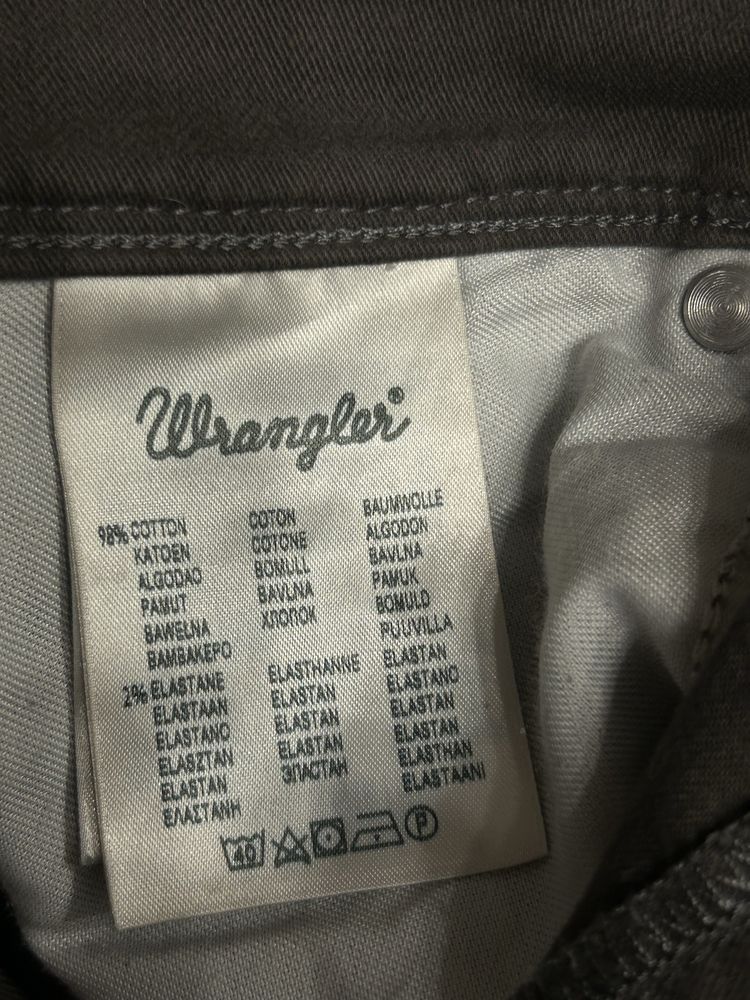 Wrangler®
98% COTTON COTON BAUMWOLLE
KATOEN COTONE ALGODON
ALGODAO BOMULL BAVLNA
PAMUT BAVLNA PAMUK
BAWELNA ХЛОПОК BOMULD
ΒΑΜΒΑΚΕΡΟ PUUVILLA
2% ELASTANE ELASTHANNE ELASTAN
ELASTAAN ELASTAN ELASTANO
ELASTANO ELASTAN ELASTAN
ELASZTAN ELASTAN ELASTAN
ELASTAN ЭЛАСТАН ELASTHAN
ΕΛΑΣΤΑΝΗ ELASTAANI
40 P